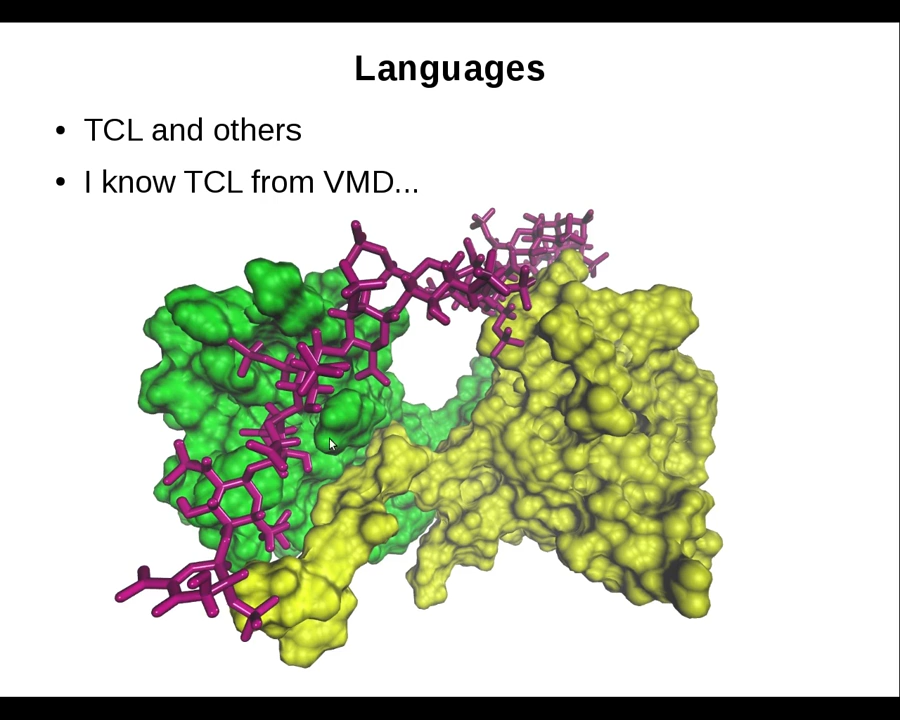 Languages
• TCL and others
• I know TCL from VMD...